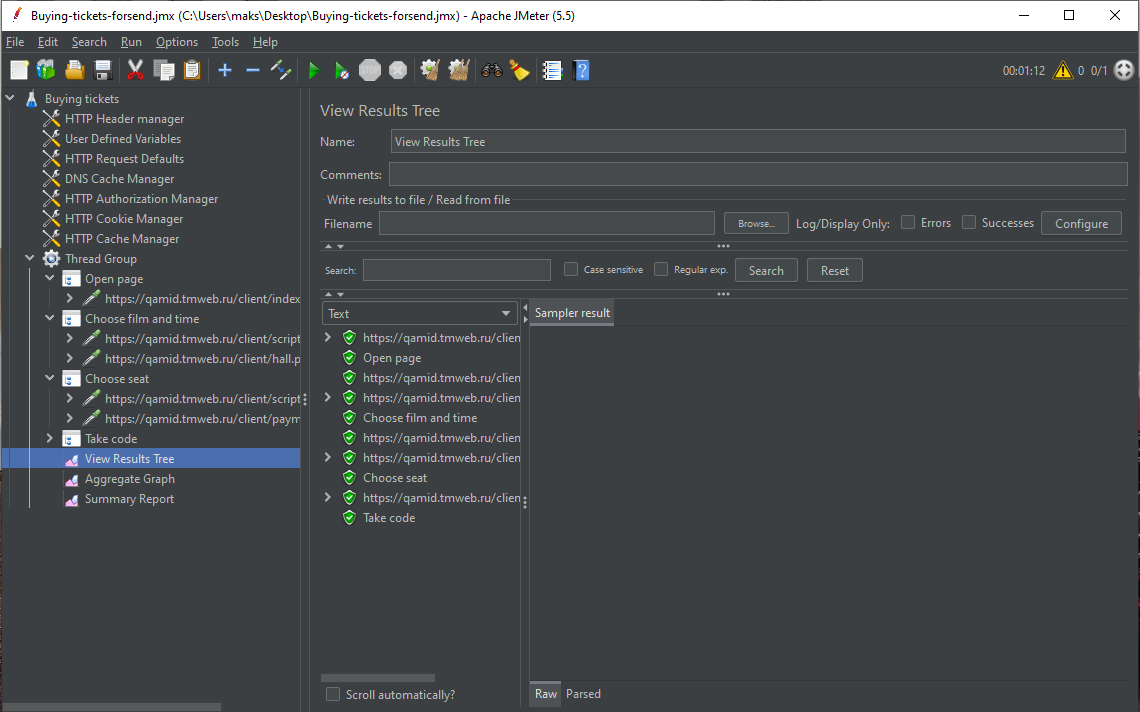 Buying-tickets-forsend.jmx (C:\Users\maks\Desktop\Buying-tickets-forsend.jmx) - Apache JMeter (5.5)
File Edit Search Run Options Tools Help
STOP
00:01:12 0 0/1
Buying tickets
HTTP Header manager
User Defined Variables
HTTP Request Defaults
DNS Cache Manager
HTTP Authorization Manager
HTTP Cookie Manager
HTTP Cache Manager
Thread Group
Open page
https://qamid.tmweb.ru/client/index
Choose film and time
https://qamid.tmweb.ru/client/script
https://qamid.tmweb.ru/client/hall.p
Choose seat
https://qamid.tmweb.ru/client/script
https://qamid.tmweb.ru/client/paym
Take code
View Results Tree
Aggregate Graph
Summary Report
View Results Tree
Name: View Results Tree
Comments:
Write results to file / Read from file
Filename Browse... Log/Display Only: Errors Successes Configure
Search: Case sensitive Regular exp. Search Reset
Text
https://qamid.tmweb.ru/clien
Open page
https://qamid.tmweb.ru/clien
https://qamid.tmweb.ru/clien
Choose film and time
https://qamid.tmweb.ru/clien
https://qamid.tmweb.ru/clien
Choose seat
https://qamid.tmweb.ru/clien
Take code
Scroll automatically?
Sampler result
Raw Parsed